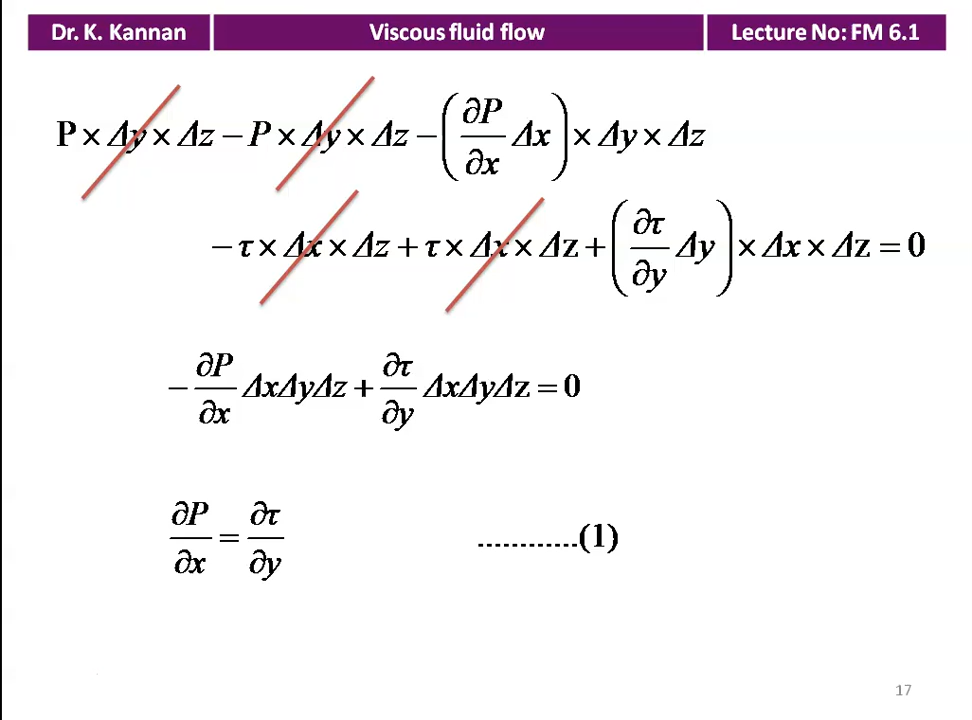 Dr. K. Kannan Viscous fluid flow Lecture No: FM 6.1
P × Δy × Δz − P × Δy × Δz − (∂P/∂x Δx) × Δy × Δz
− τ × Δx × Δz + τ × Δx × Δz + (∂τ/∂y Δy) × Δx × Δz = 0
− ∂P/∂x ΔxΔyΔz + ∂τ/∂y ΔxΔyΔz = 0
∂P/∂x = ∂τ/∂y ............(1)
17